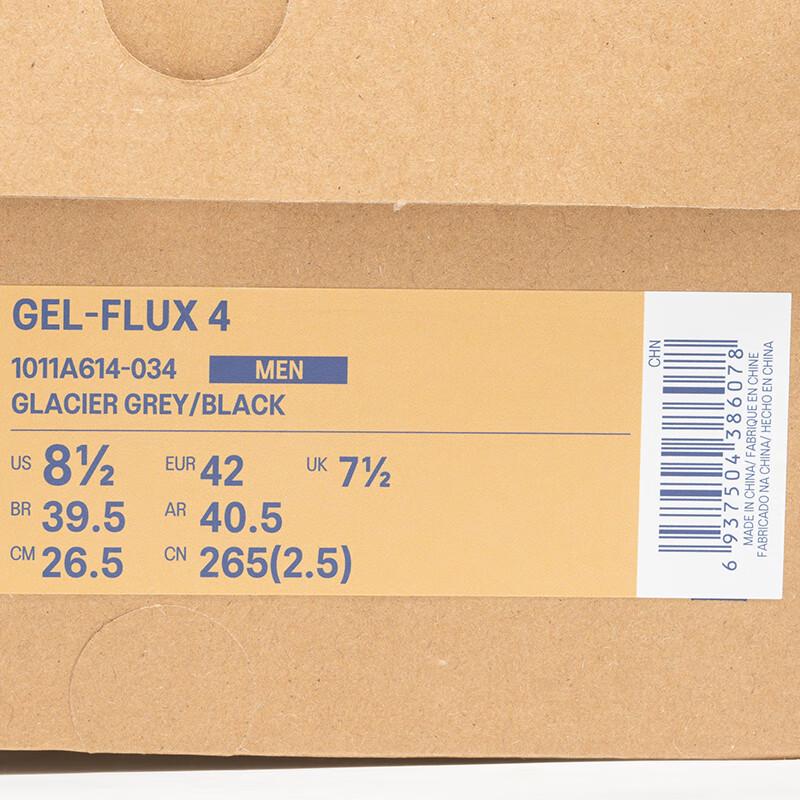 GEL-FLUX 4
1011A614-034 MEN
GLACIER GREY/BLACK
US 8½ EUR 42 UK 7½
BR 39.5 AR 40.5
CM 26.5 CN 265(2.5)
CHN
6 937504 386078
MADE IN CHINA/ FABRIQUE EN CHINE
FABRICADO NA CHINA/ HECHO EN CHINA